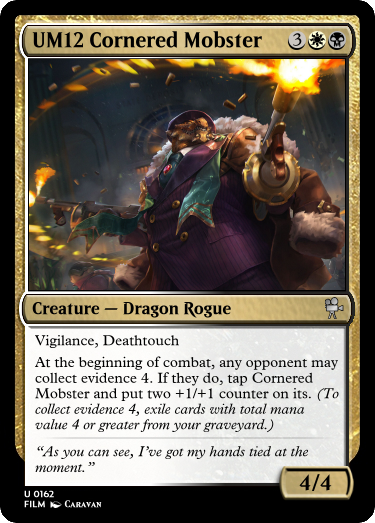 UM12 Cornered Mobster 3
Creature — Dragon Rogue
Vigilance, Deathtouch
At the beginning of combat, any opponent may
collect evidence 4. If they do, tap Cornered
Mobster and put two +1/+1 counter on its. (To
collect evidence 4, exile cards with total mana
value 4 or greater from your graveyard.)
“As you can see, I’ve got my hands tied at the
moment.”
4/4
U 0162
FILM Caravan